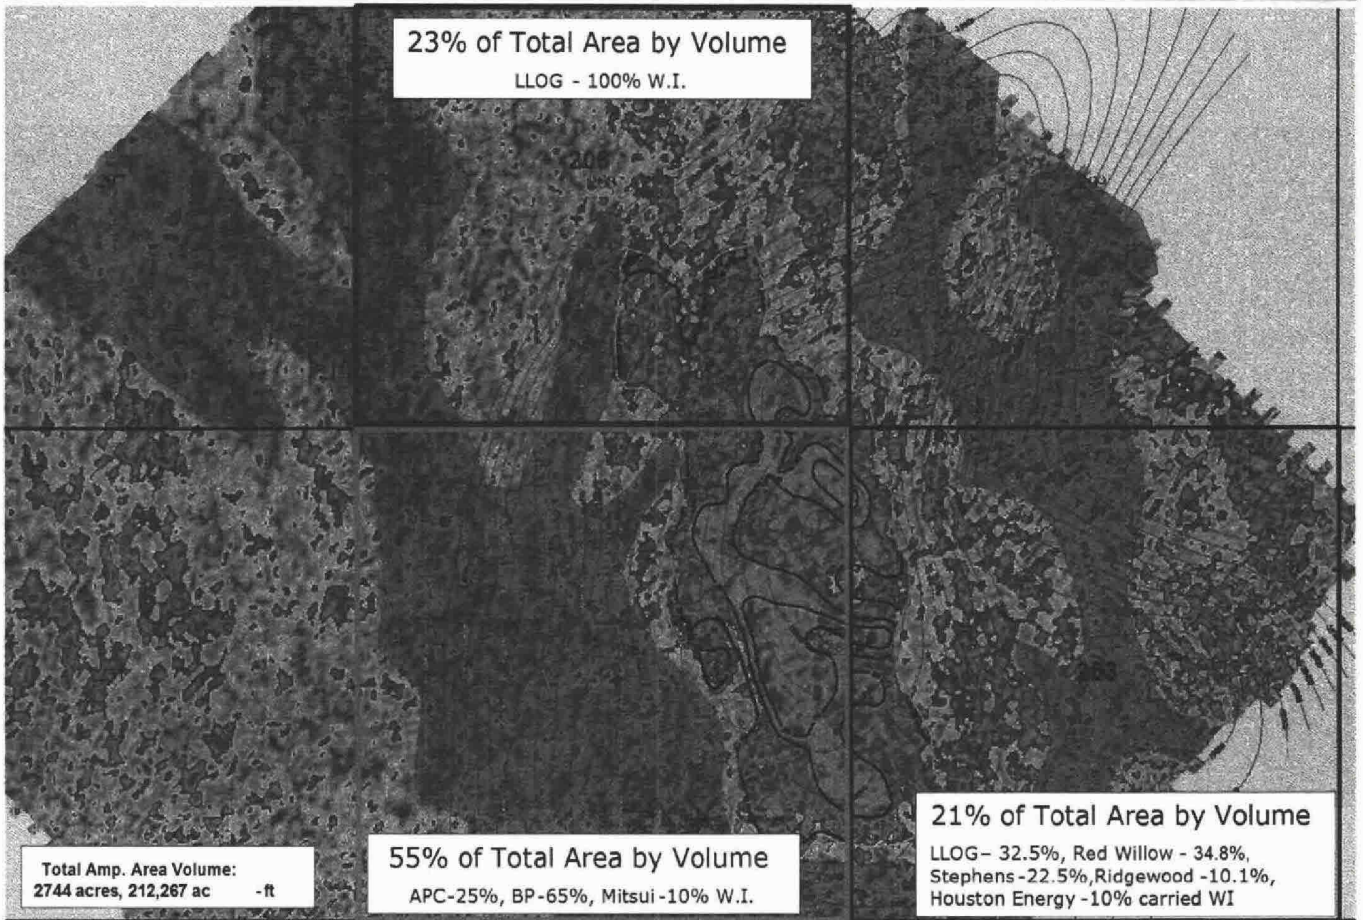 23% of Total Area by Volume
LLOG - 100% W.I.
Total Amp. Area Volume:
2744 acres, 212,267 ac -ft
55% of Total Area by Volume
APC-25%, BP-65%, Mitsui-10% W.I.
21% of Total Area by Volume
LLOG- 32.5%, Red Willow - 34.8%,
Stephens-22.5%,Ridgewood -10.1%,
Houston Energy -10% carried WI